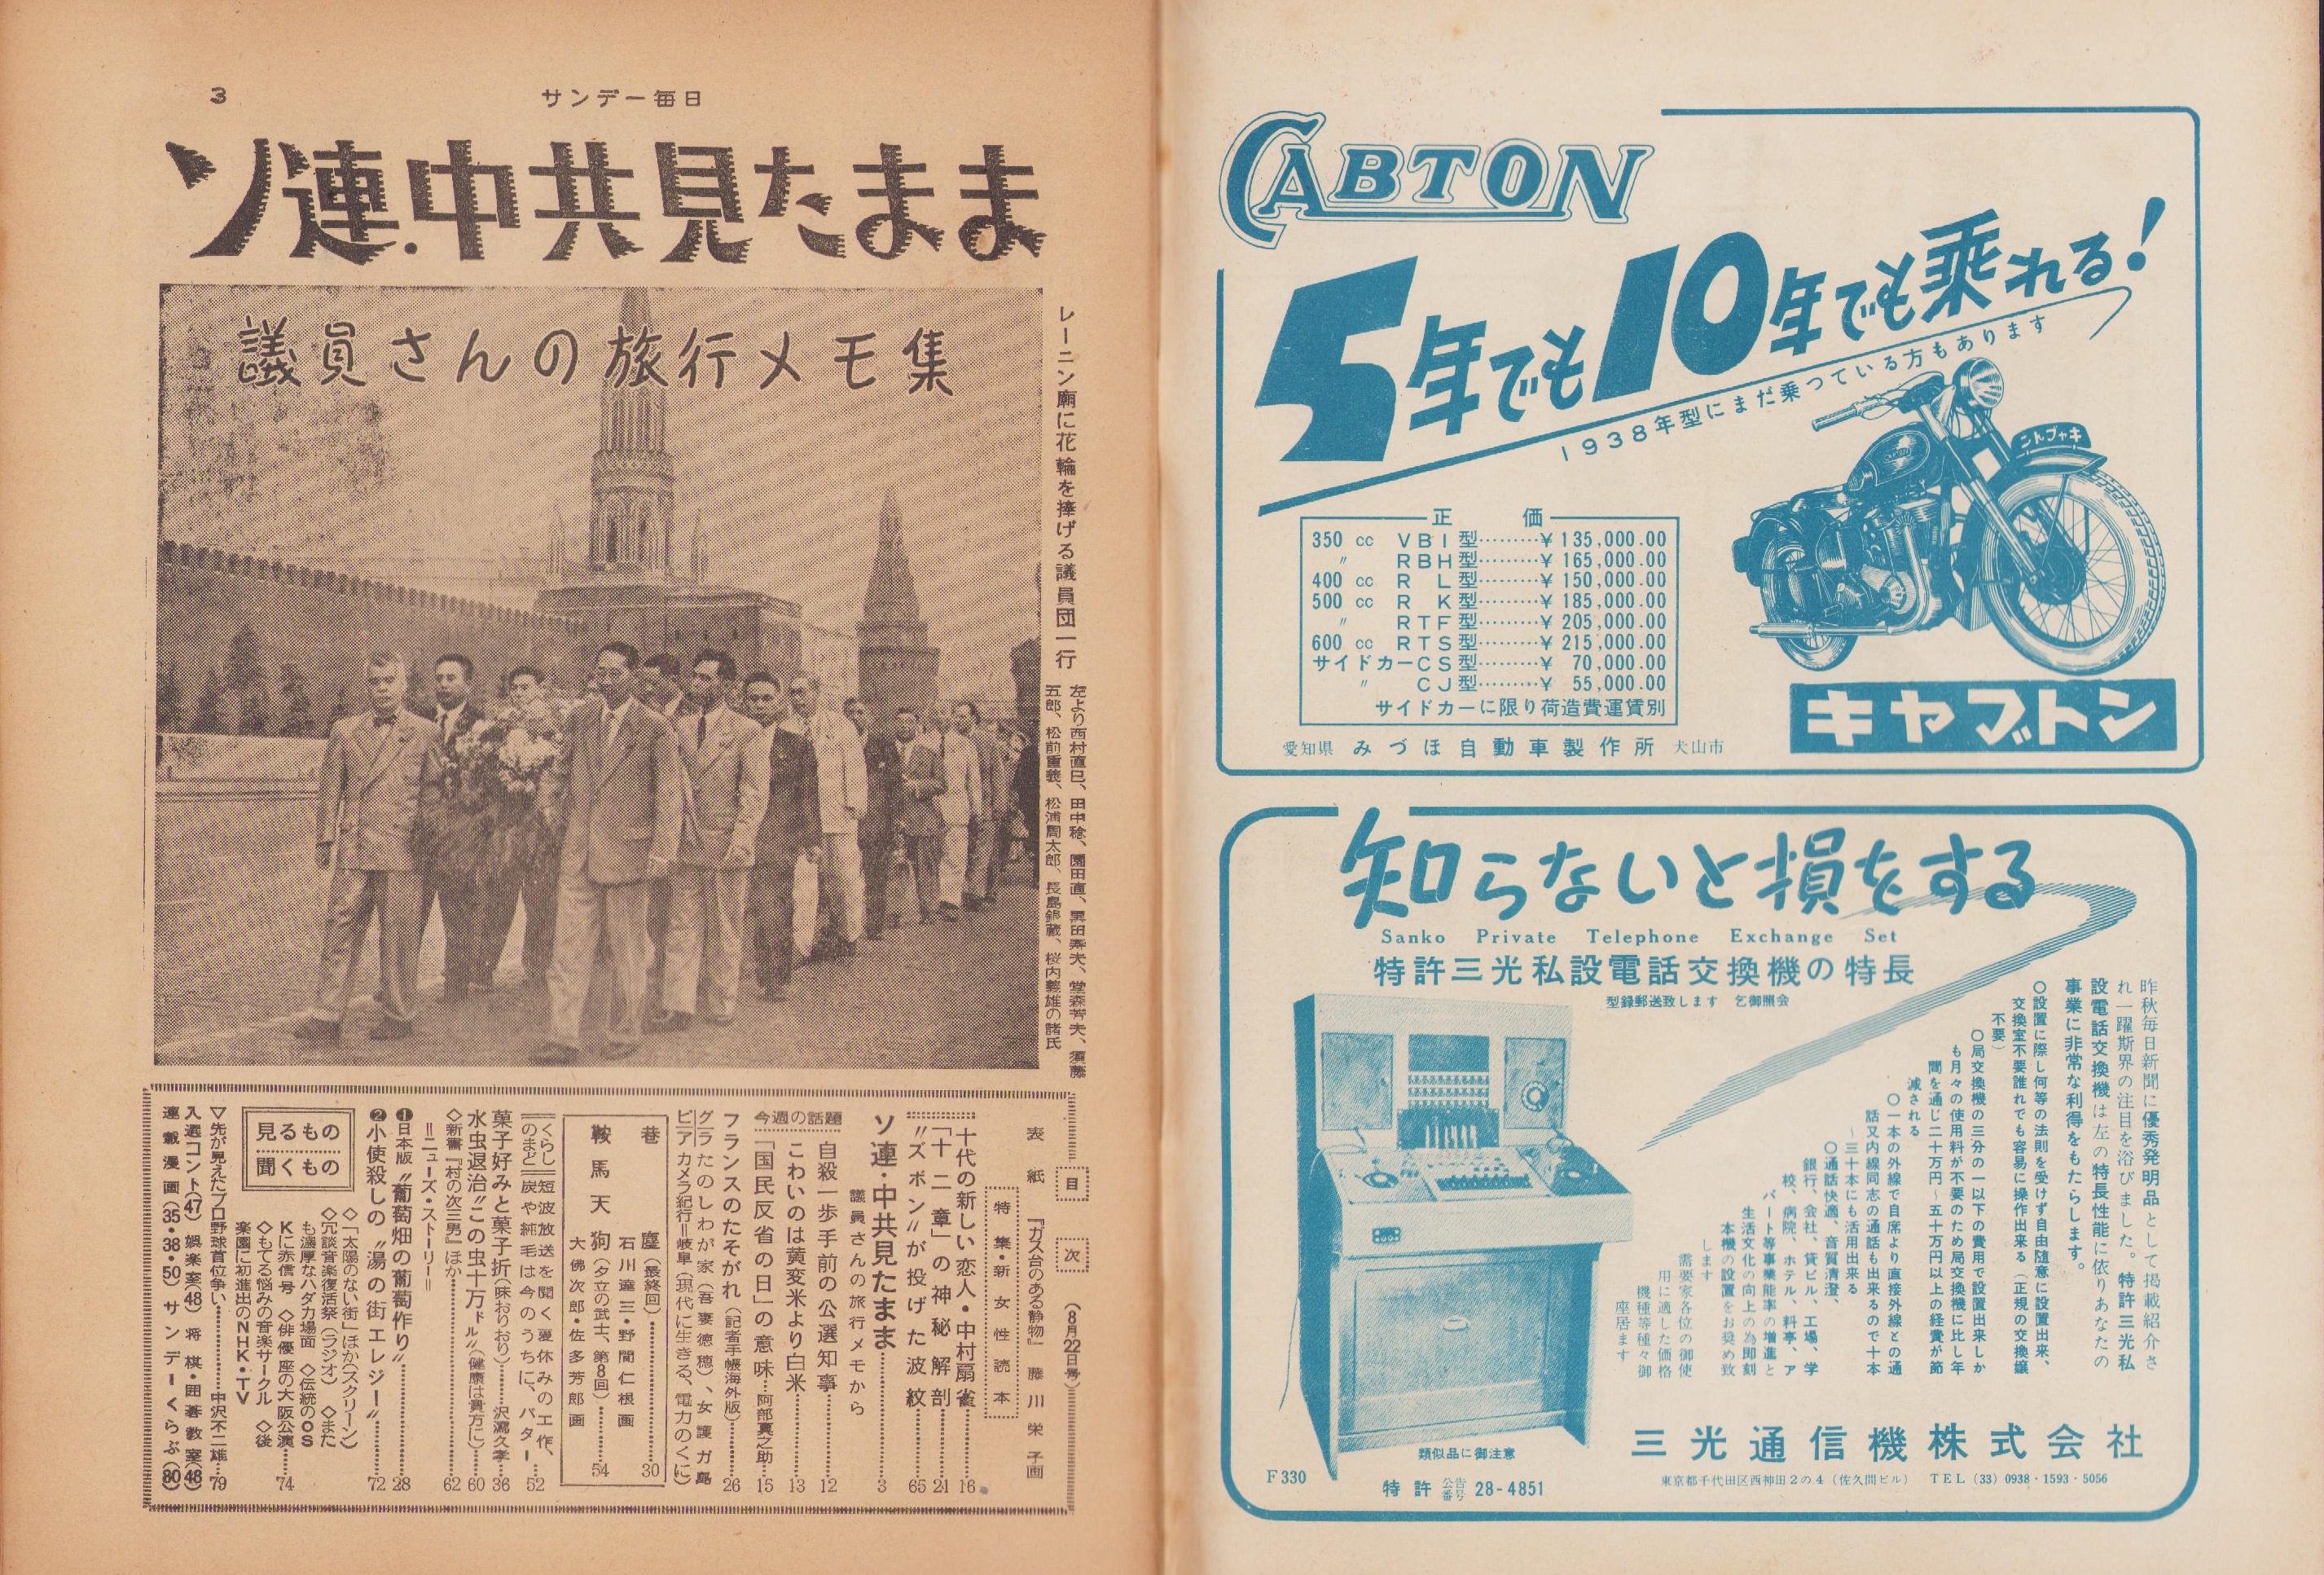 3
サンデー毎日
ソ連・中共見たまま
議員さんの旅行メモ集
レーニン廟に花輪を捧げる議員団一行
左より西村直巳、田中稔、園田直、黒田寿夫、堂森芳夫、須藤
五郎、松前重義、松浦周太郎、長島銀蔵、桜内義雄の諸氏
目次
(8月22日号)
表紙『ガス台のある静物』藤川栄子画
特集・新女性読本
十代の新しい恋人・中村扇雀……16
「十二章」の神秘解剖……21
〃ズボン〃が投げた波紋……65
ソ連・中共見たまま……3
議員さんの旅行メモから
今週の話題
自殺一歩手前の公選知事……12
こわいのは黄変米より白米……13
「国民反省の日」の意味…阿部真之助…15
フランスのたそがれ(記者手帳海外版)……26
グラビア
たのしわが家(吾妻徳穂)、女護ガ島
カメラ紀行=岐阜(現代に生きる、電力のくに)
巷塵(最終回)……30
石川達三・野間仁根画
鞍馬天狗(夕立の武士、第8回)……54
大佛次郎・佐多芳郎画
くらしのまど
短波放送を聞く夏休みの工作、
炭や純毛は今のうちに、バター……52
菓子好みと菓子折(味おりおり)……沢瀉久孝…36
水虫退治〃この虫十万ドル〃(健康は貴方に)……60
◇新書『村の次三男』ほか……62
=ニューズ・ストーリー=
❶日本版〃葡萄畑の葡萄作り〃……28
❷小使殺しの〃湯の街エレジー〃……72
見るもの
聞くもの
◇「太陽のない街」ほか(スクリーン)
◇冗談音楽復活祭(ラジオ) ◇また
も濃厚なハダカ場面 ◇伝統のOS
Kに赤信号 ◇俳優座の大阪公演……74
◇もてる悩みの音楽サークル ◇後
楽園に初進出のNHK・TV
▽先が見えたプロ野球首位争い……中沢不二雄…79
入選コント(47) 娯楽室(48) 将棋・囲碁教室(48)
連載漫画(35・38・50) サンデーくらぶ(80)
CABTON
5年でも10年でも乗れる!
1938年型にまだ乗つている方もあります
キャブトン
正価
350 cc VBI型………¥ 135,000.00
〃 RBH型………¥ 165,000.00
400 cc R L型………¥ 150,000.00
500 cc R K型………¥ 185,000.00
〃 RTF型………¥ 205,000.00
600 cc RTS型………¥ 215,000.00
サイドカーCS型………¥ 70,000.00
〃 CJ型………¥ 55,000.00
サイドカーに限り荷造費運賃別
愛知県 みづほ自動車製作所 犬山市
キヤブトン
知らないと損をする
Sanko Private Telephone Exchange Set
特許三光私設電話交換機の特長
型録郵送致します 乞御照会
昨秋毎日新聞に優秀発明品として掲載紹介さ
れ一躍斯界の注目を浴びました。特許三光私
設電話交換機は左の特長性能に依りあなたの
事業に非常な利得をもたらします。
○設置に際し何等の法則を受けず自由随意に設置出来、
交換室不要誰れでも容易に操作出来る(正規の交換嬢
不要)
○局交換機の三分の一以下の費用で設置出来しか
も月々の使用料が不要のため局交換機に比し年
間を通じ二十万円~五十万円以上の経費が節
減される
○一本の外線で自席より直接外線との通
話又内線同志の通話も出来るので十本
~三十本にも活用出来る
○通話快適、音質清澄、
銀行、会社、貸ビル、工場、学
校、病院、ホテル、料亭、ア
パート等事業能率の増進と
生活文化の向上の為即刻
本機の設置をお奨め致
します
需要家各位の御使
用に適した価格
機種等種々御
座居ます
類似品に御注意
三光通信機株式会社
F330
特許 公告番号 28-4851
東京都千代田区西神田2の4(佐久間ビル) TEL (33) 0938・1593・5056